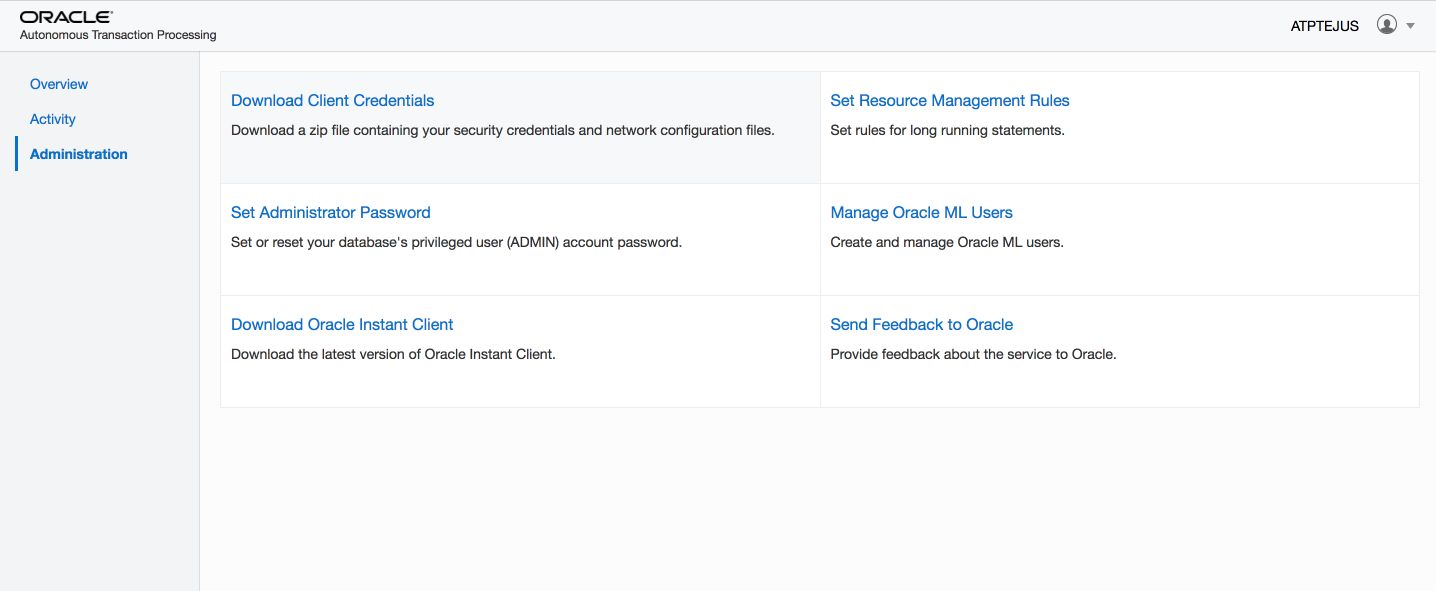 ORACLE
Autonomous Transaction Processing
ATPTEJUS
Overview
Activity
Administration
Download Client Credentials
Download a zip file containing your security credentials and network configuration files.
Set Resource Management Rules
Set rules for long running statements.
Set Administrator Password
Set or reset your database's privileged user (ADMIN) account password.
Manage Oracle ML Users
Create and manage Oracle ML users.
Download Oracle Instant Client
Download the latest version of Oracle Instant Client.
Send Feedback to Oracle
Provide feedback about the service to Oracle.